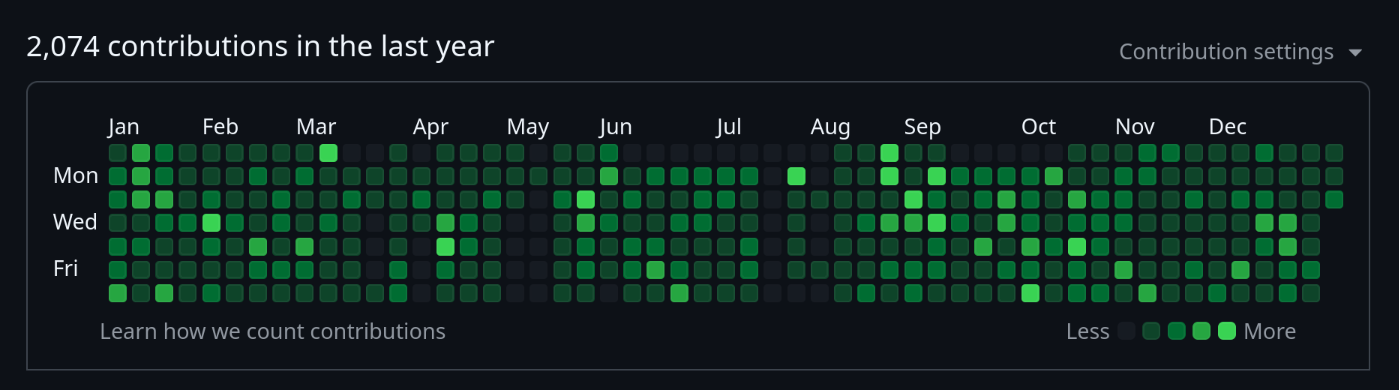 2,074 contributions in the last year
Contribution settings
Jan Feb Mar Apr May Jun Jul Aug Sep Oct Nov Dec
Mon
Wed
Fri
Learn how we count contributions
Less More